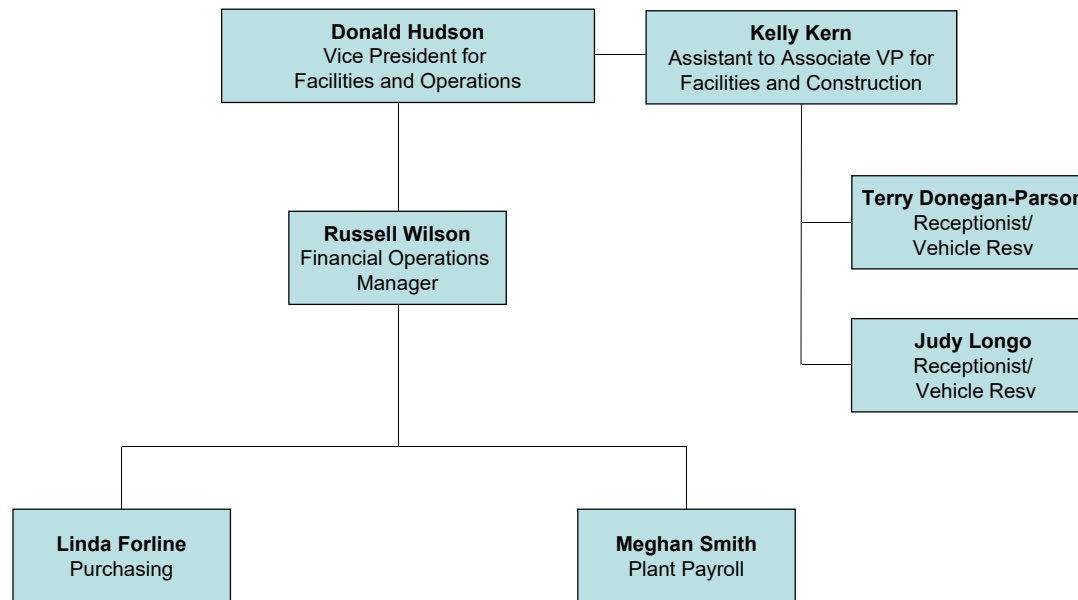 Donald Hudson
Vice President for
Facilities and Operations
Kelly Kern
Assistant to Associate VP for
Facilities and Construction
Terry Donegan-Parson
Receptionist/
Vehicle Resv
Russell Wilson
Financial Operations
Manager
Judy Longo
Receptionist/
Vehicle Resv
Linda Forline
Purchasing
Meghan Smith
Plant Payroll